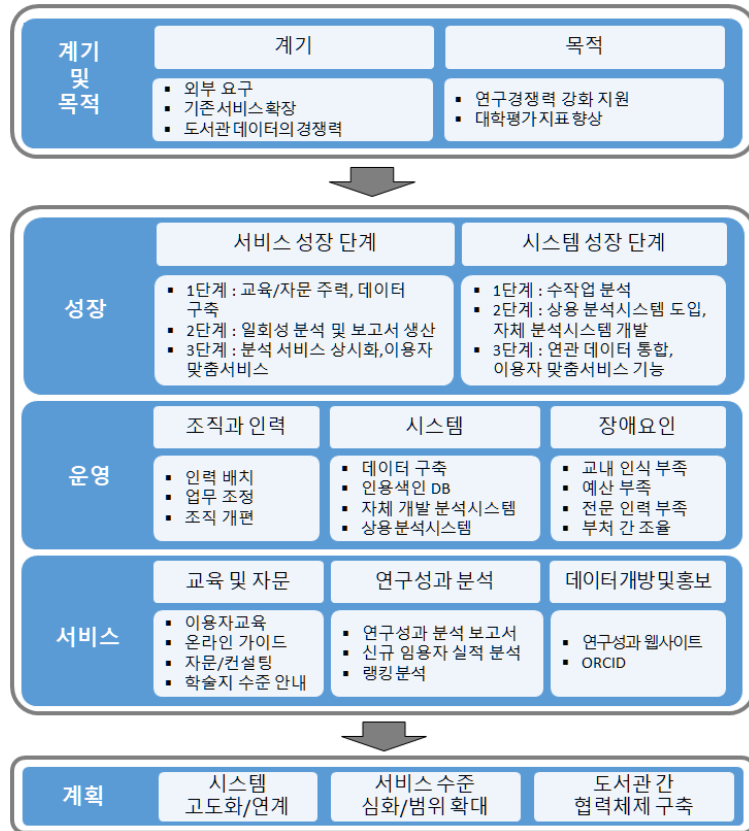 계기
및
목적
계기
목적
▪ 외부 요구
▪ 기존 서비스 확장
▪ 도서관 데이터의 경쟁력
▪ 연구경쟁력 강화 지원
▪ 대학평가지표 향상
성장
서비스 성장 단계
시스템 성장 단계
▪ 1단계 : 교육/자문 주력, 데이터
구축
▪ 2단계 : 일회성 분석 및 보고서 생산
▪ 3단계 : 분석 서비스 상시화,이용자
맞춤서비스
▪ 1단계 : 수작업 분석
▪ 2단계 : 상용 분석시스템 도입,
자체 분석시스템 개발
▪ 3단계 : 연관 데이터 통합,
이용자 맞춤서비스 기능
운영
조직과 인력
시스템
장애요인
▪ 인력 배치
▪ 업무 조정
▪ 조직 개편
▪ 데이터 구축
▪ 인용색인 DB
▪ 자체 개발 분석시스템
▪ 상용분석시스템
▪ 교내 인식 부족
▪ 예산 부족
▪ 전문 인력 부족
▪ 부처 간 조율
서비스
교육 및 자문
연구성과 분석
데이터개방및홍보
▪ 이용자교육
▪ 온라인 가이드
▪ 자문/컨설팅
▪ 학술지 수준 안내
▪ 연구성과 분석 보고서
▪ 신규 임용자 실적 분석
▪ 랭킹분석
▪ 연구성과 웹사이트
▪ ORCID
계획
시스템
고도화/연계
서비스 수준
심화/범위 확대
도서관 간
협력체제 구축